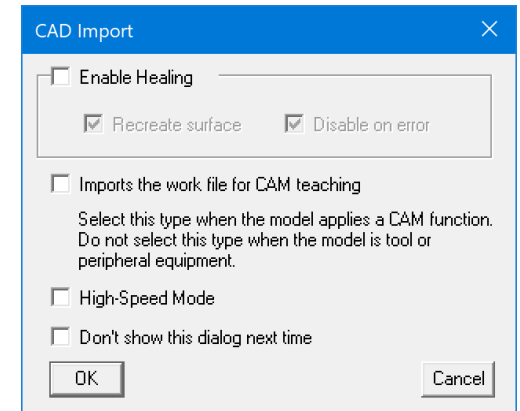 CAD Import
Enable Healing
Recreate surface Disable on error
Imports the work file for CAM teaching
Select this type when the model applies a CAM function.
Do not select this type when the model is tool or
peripheral equipment.
High-Speed Mode
Don't show this dialog next time
OK Cancel